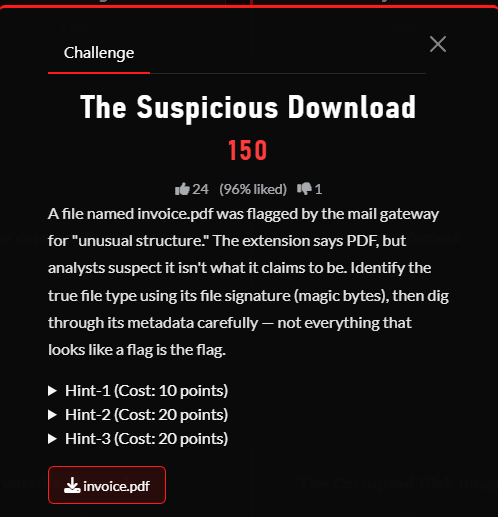 Challenge
The Suspicious Download
150
24 (96% liked) 1
A file named invoice.pdf was flagged by the mail gateway
for "unusual structure." The extension says PDF, but
analysts suspect it isn't what it claims to be. Identify the
true file type using its file signature (magic bytes), then dig
through its metadata carefully — not everything that
looks like a flag is the flag.
Hint-1 (Cost: 10 points)
Hint-2 (Cost: 20 points)
Hint-3 (Cost: 20 points)
invoice.pdf